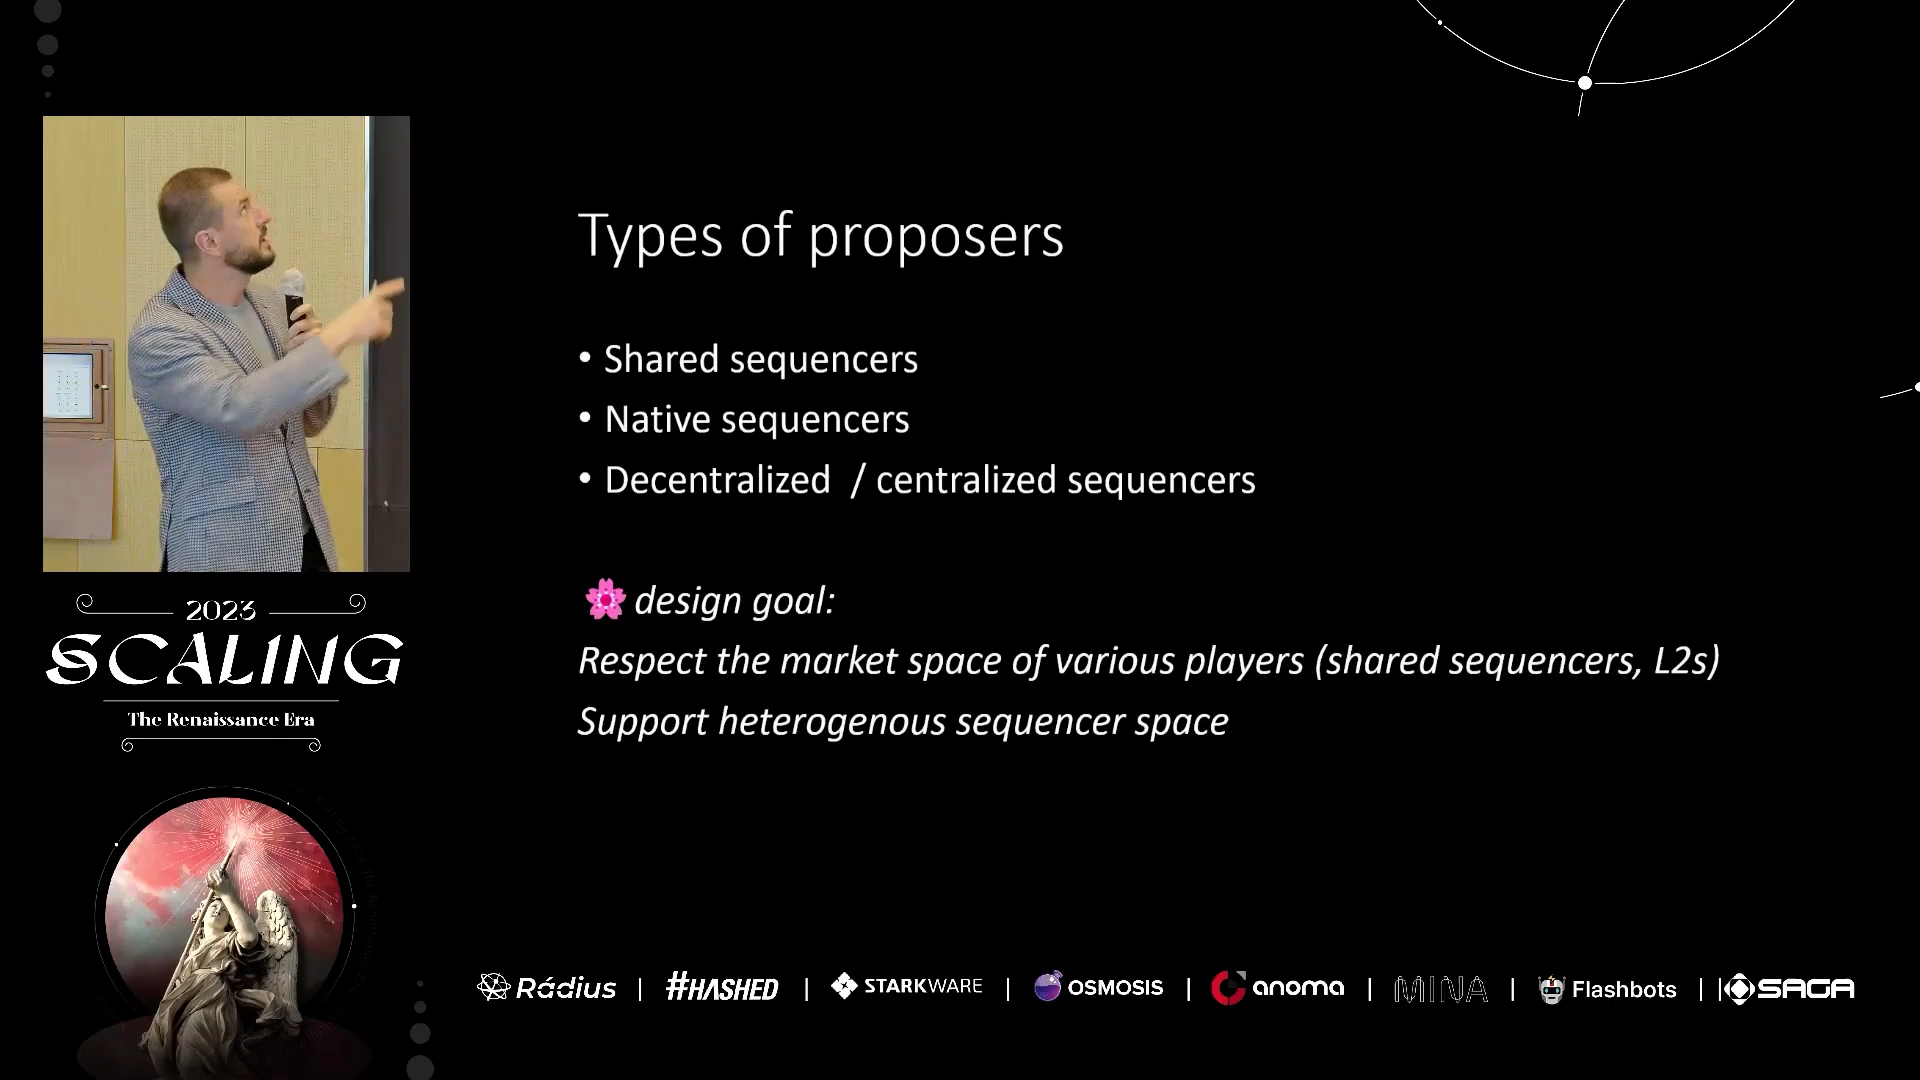 Types of proposers
• Shared sequencers
• Native sequencers
• Decentralized / centralized sequencers
🌸 design goal:
Respect the market space of various players (shared sequencers, L2s)
Support heterogenous sequencer space
2023
SCALING
The Renaissance Era
Rádius | #HASHED | STARKWARE | OSMOSIS | anoma | MINA | Flashbots | | SAGA